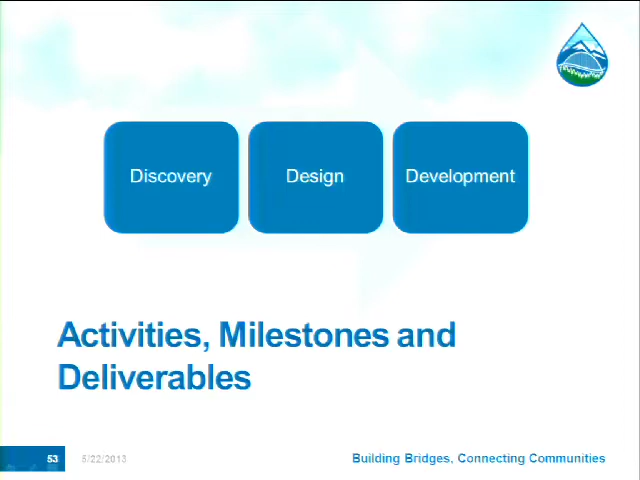 Discovery
Design
Development
Activities, Milestones and
Deliverables
53
5/22/2013
Building Bridges, Connecting Communities